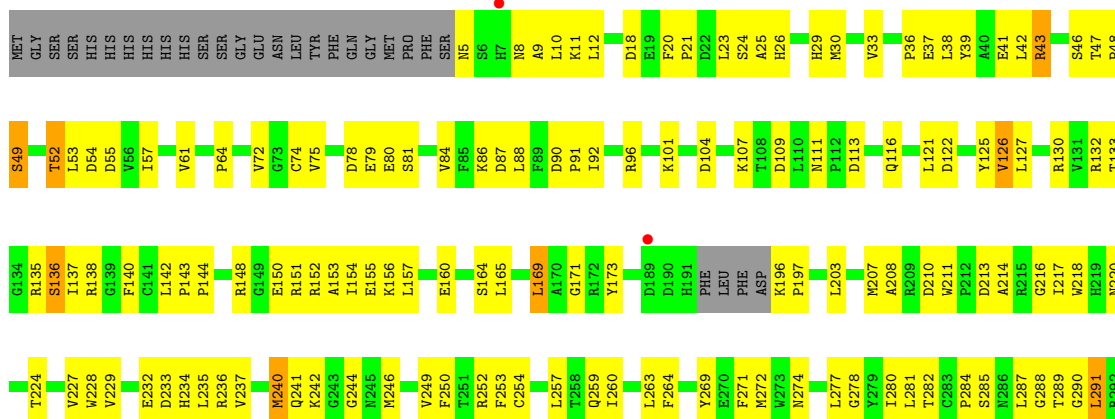 MET GLY SER SER HIS HIS HIS HIS HIS HIS SER SER GLY GLU ASN LEU TYR PHE GLN GLY MET PRO PHE SER N5 S6 H7 N8 A9 L10 K11 L12 D18 E19 F20 P21 D22 L23 S24 A25 H26 H29 M30 V33 P36 E37 L38 Y39 A40 E41 L42 R43 S46 T47
S49 T52 L53 D54 D55 V56 I57 V61 P64 V72 G73 C74 V75 D78 E79 E80 S81 V84 F85 K86 D87 L88 F89 D90 P91 I92 R96 K101 D104 K107 T108 D109 L110 N111 P112 D113 Q116 L121 D122 Y125 V126 L127 R130 V131 R132
G134 R135 S136 I137 R138 G139 F140 C141 L142 P143 P144 R148 G149 E150 R151 R152 A153 I154 E155 K156 L157 E160 S164 L165 L169 A170 G171 R172 Y173 D189 D190 H191 PHE LEU PHE ASP K196 P197 L203 M207 A208 R209 D210 W211 P212 D213 A214 R215 G216 I217 W218 H219
T224 V227 W228 V229 E232 D233 H234 L235 R236 V237 M240 Q241 K242 G243 G244 N245 M246 V249 F250 T251 R252 F253 C254 L257 T258 Q259 I260 L263 F264 Y269 E270 F271 M272 W273 N274 L277 G278 Y279 I280 L281 T282 C283 P284 S285 N286 L287 G288 T289 G290 L291